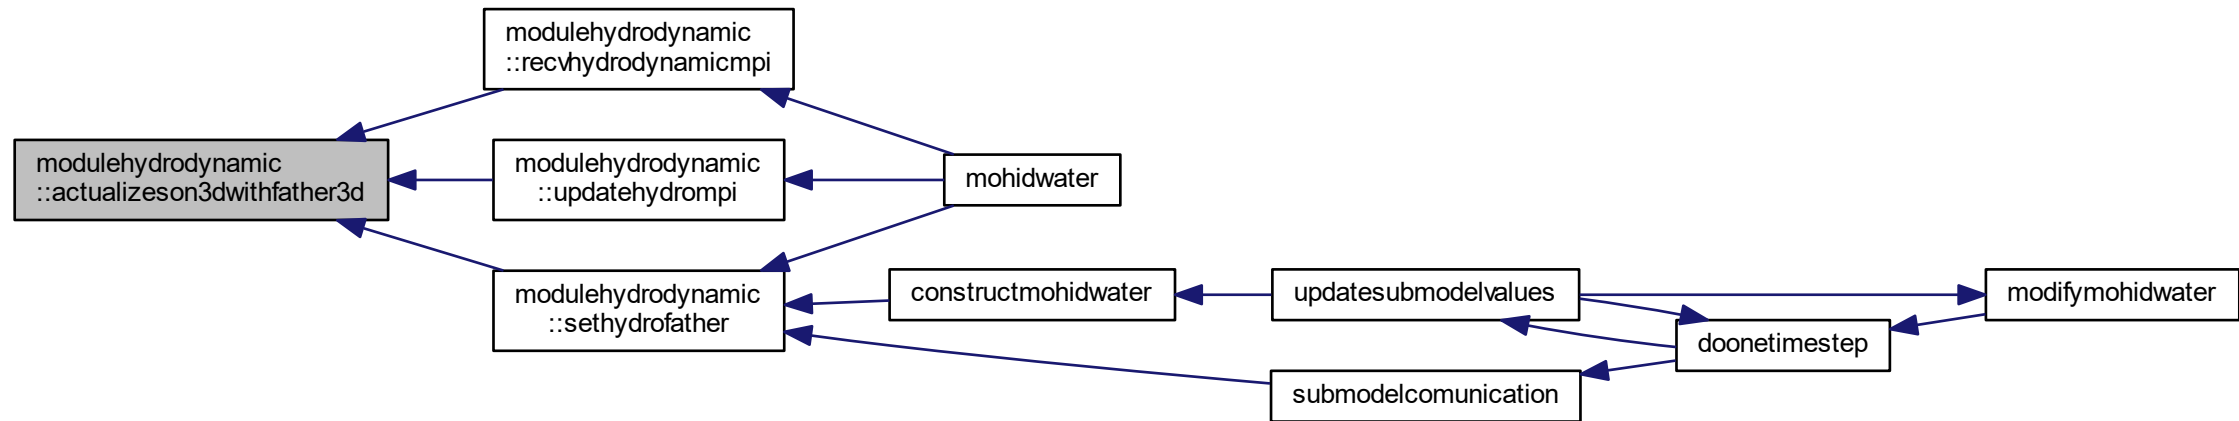 modulehydrodynamic
::recvhydrodynamicmpi
modulehydrodynamic
::actualizeson3dwithfather3d
modulehydrodynamic
::updatehydrompi
mohidwater
modulehydrodynamic
::sethydrofather
constructmohidwater
updatesubmodelvalues
modifymohidwater
doonetimestep
submodelcomunication